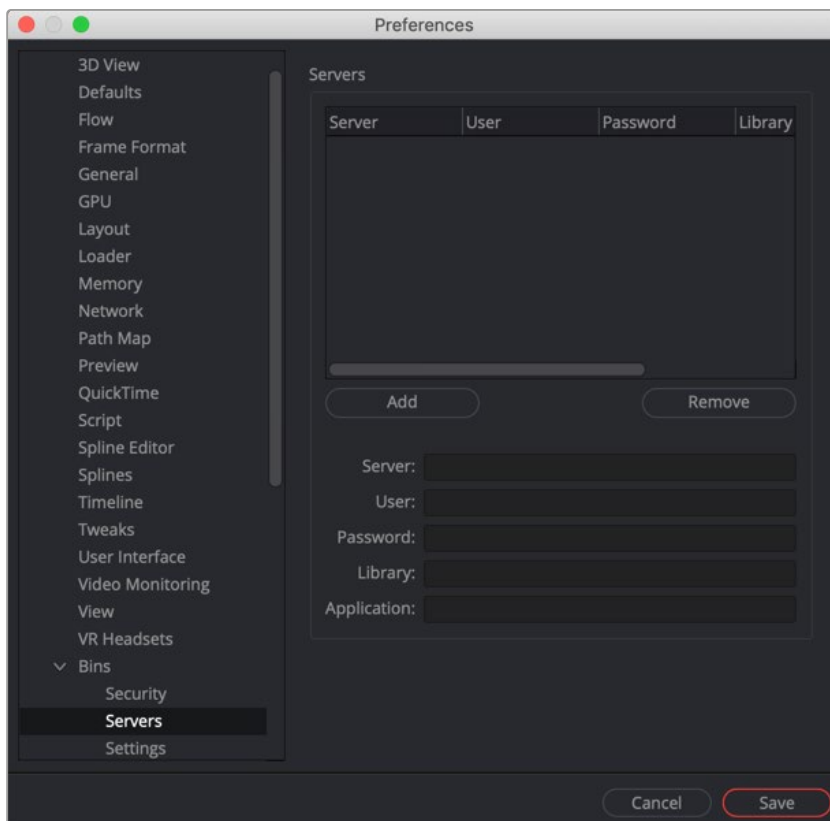 Preferences
3D View
Defaults
Flow
Frame Format
General
GPU
Layout
Loader
Memory
Network
Path Map
Preview
QuickTime
Script
Spline Editor
Splines
Timeline
Tweaks
User Interface
Video Monitoring
View
VR Headsets
Bins
Security
Servers
Settings
Servers
Server User Password Library
Add Remove
Server:
User:
Password:
Library:
Application:
Cancel Save